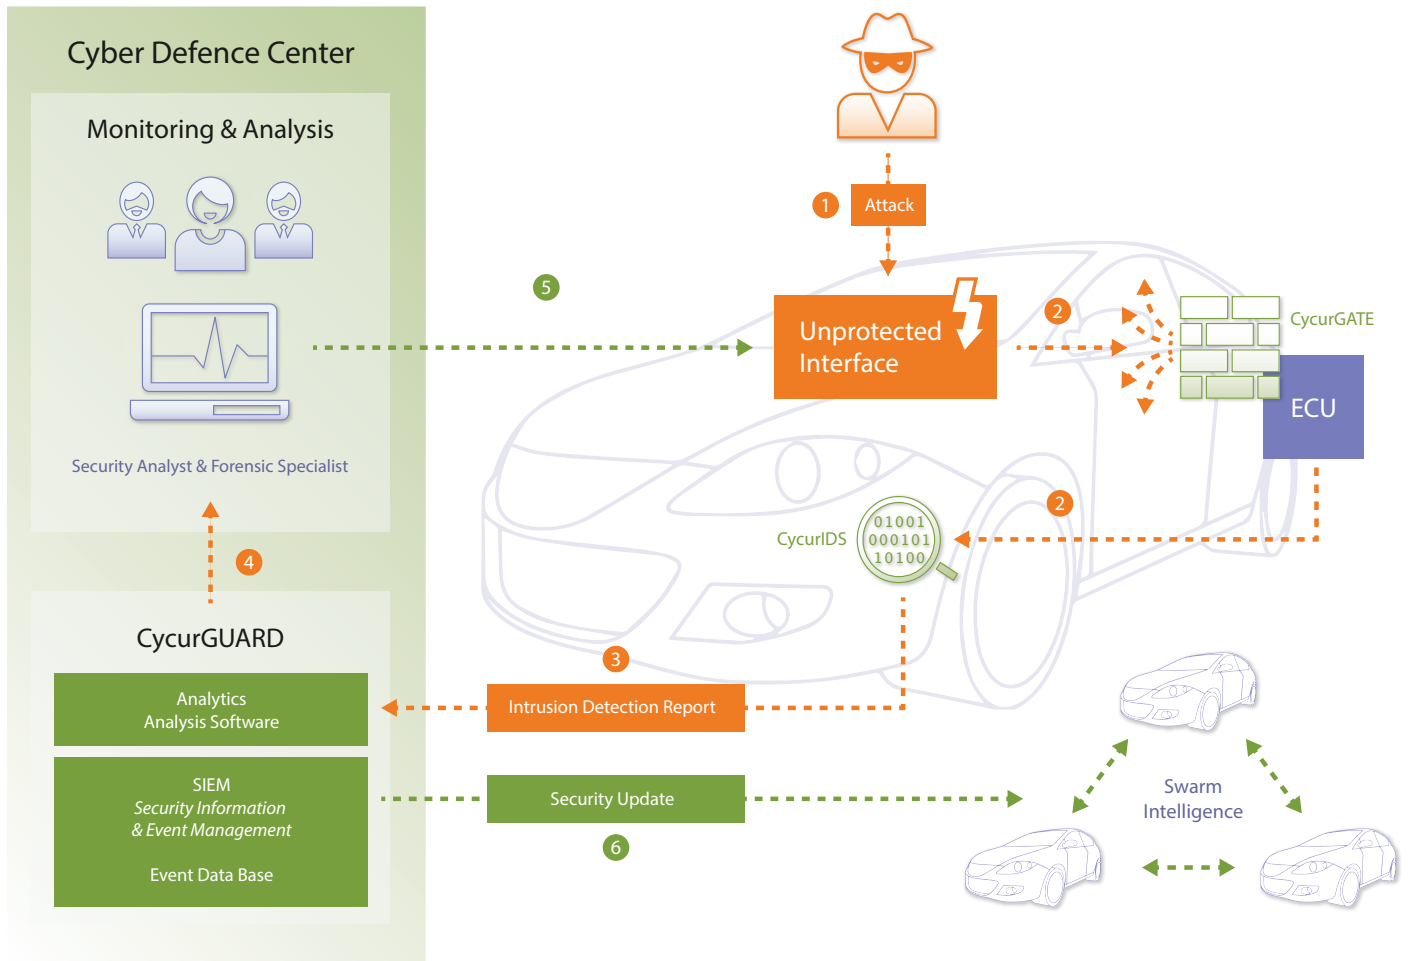 Cyber Defence Center
Monitoring & Analysis
Security Analyst & Forensic Specialist
4
CycurGUARD
Analytics
Analysis Software
SIEM
Security Information
& Event Management
Event Data Base
1
Attack
5
Unprotected
Interface
2
CycurGATE
ECU
2
CycurIDS
01001
000101
10100
3
Intrusion Detection Report
Security Update
6
Swarm
Intelligence